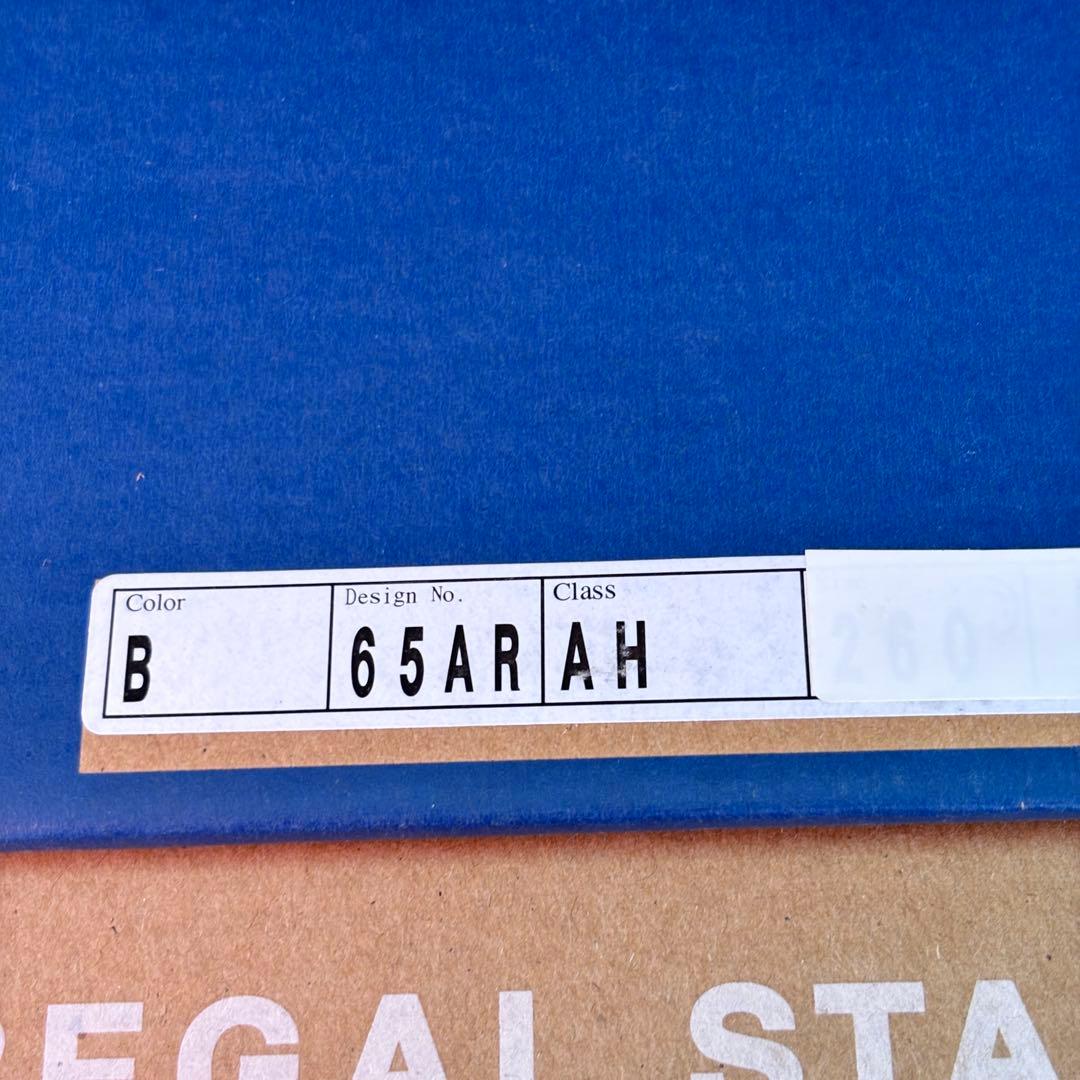 Color Design No. Class
B 65AR AH
REGAL STA